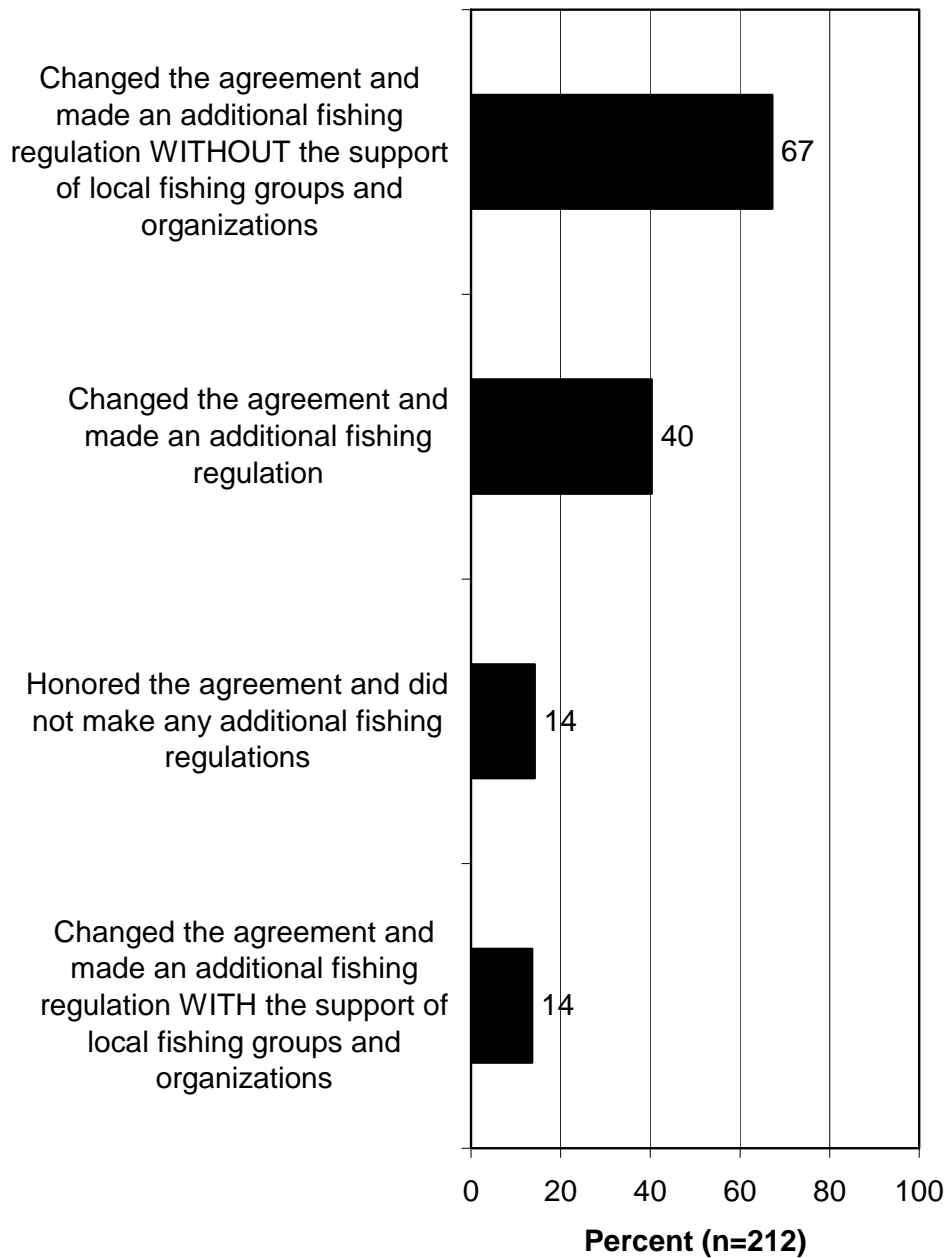 Changed the agreement and
made an additional fishing
regulation WITHOUT the support
of local fishing groups and
organizations
67
Changed the agreement and
made an additional fishing
regulation
40
Honored the agreement and did
not make any additional fishing
regulations
14
Changed the agreement and
made an additional fishing
regulation WITH the support of
local fishing groups and
organizations
14
0 20 40 60 80 100
Percent (n=212)